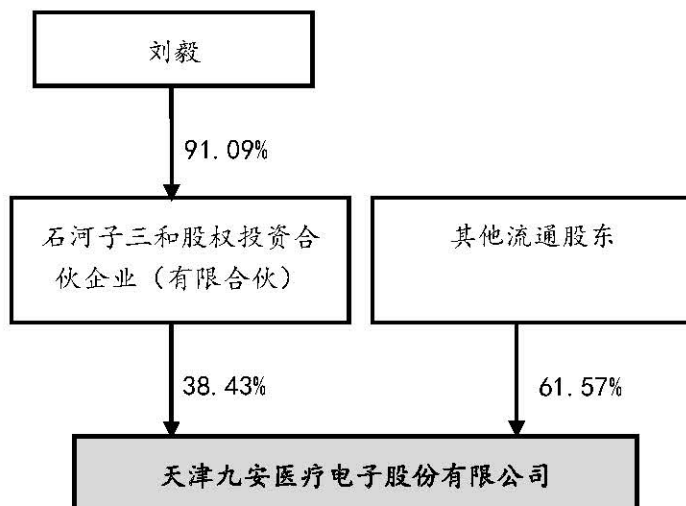 刘毅
91.09%
石河子三和股权投资合
伙企业（有限合伙）
其他流通股东
38.43%
61.57%
天津九安医疗电子股份有限公司